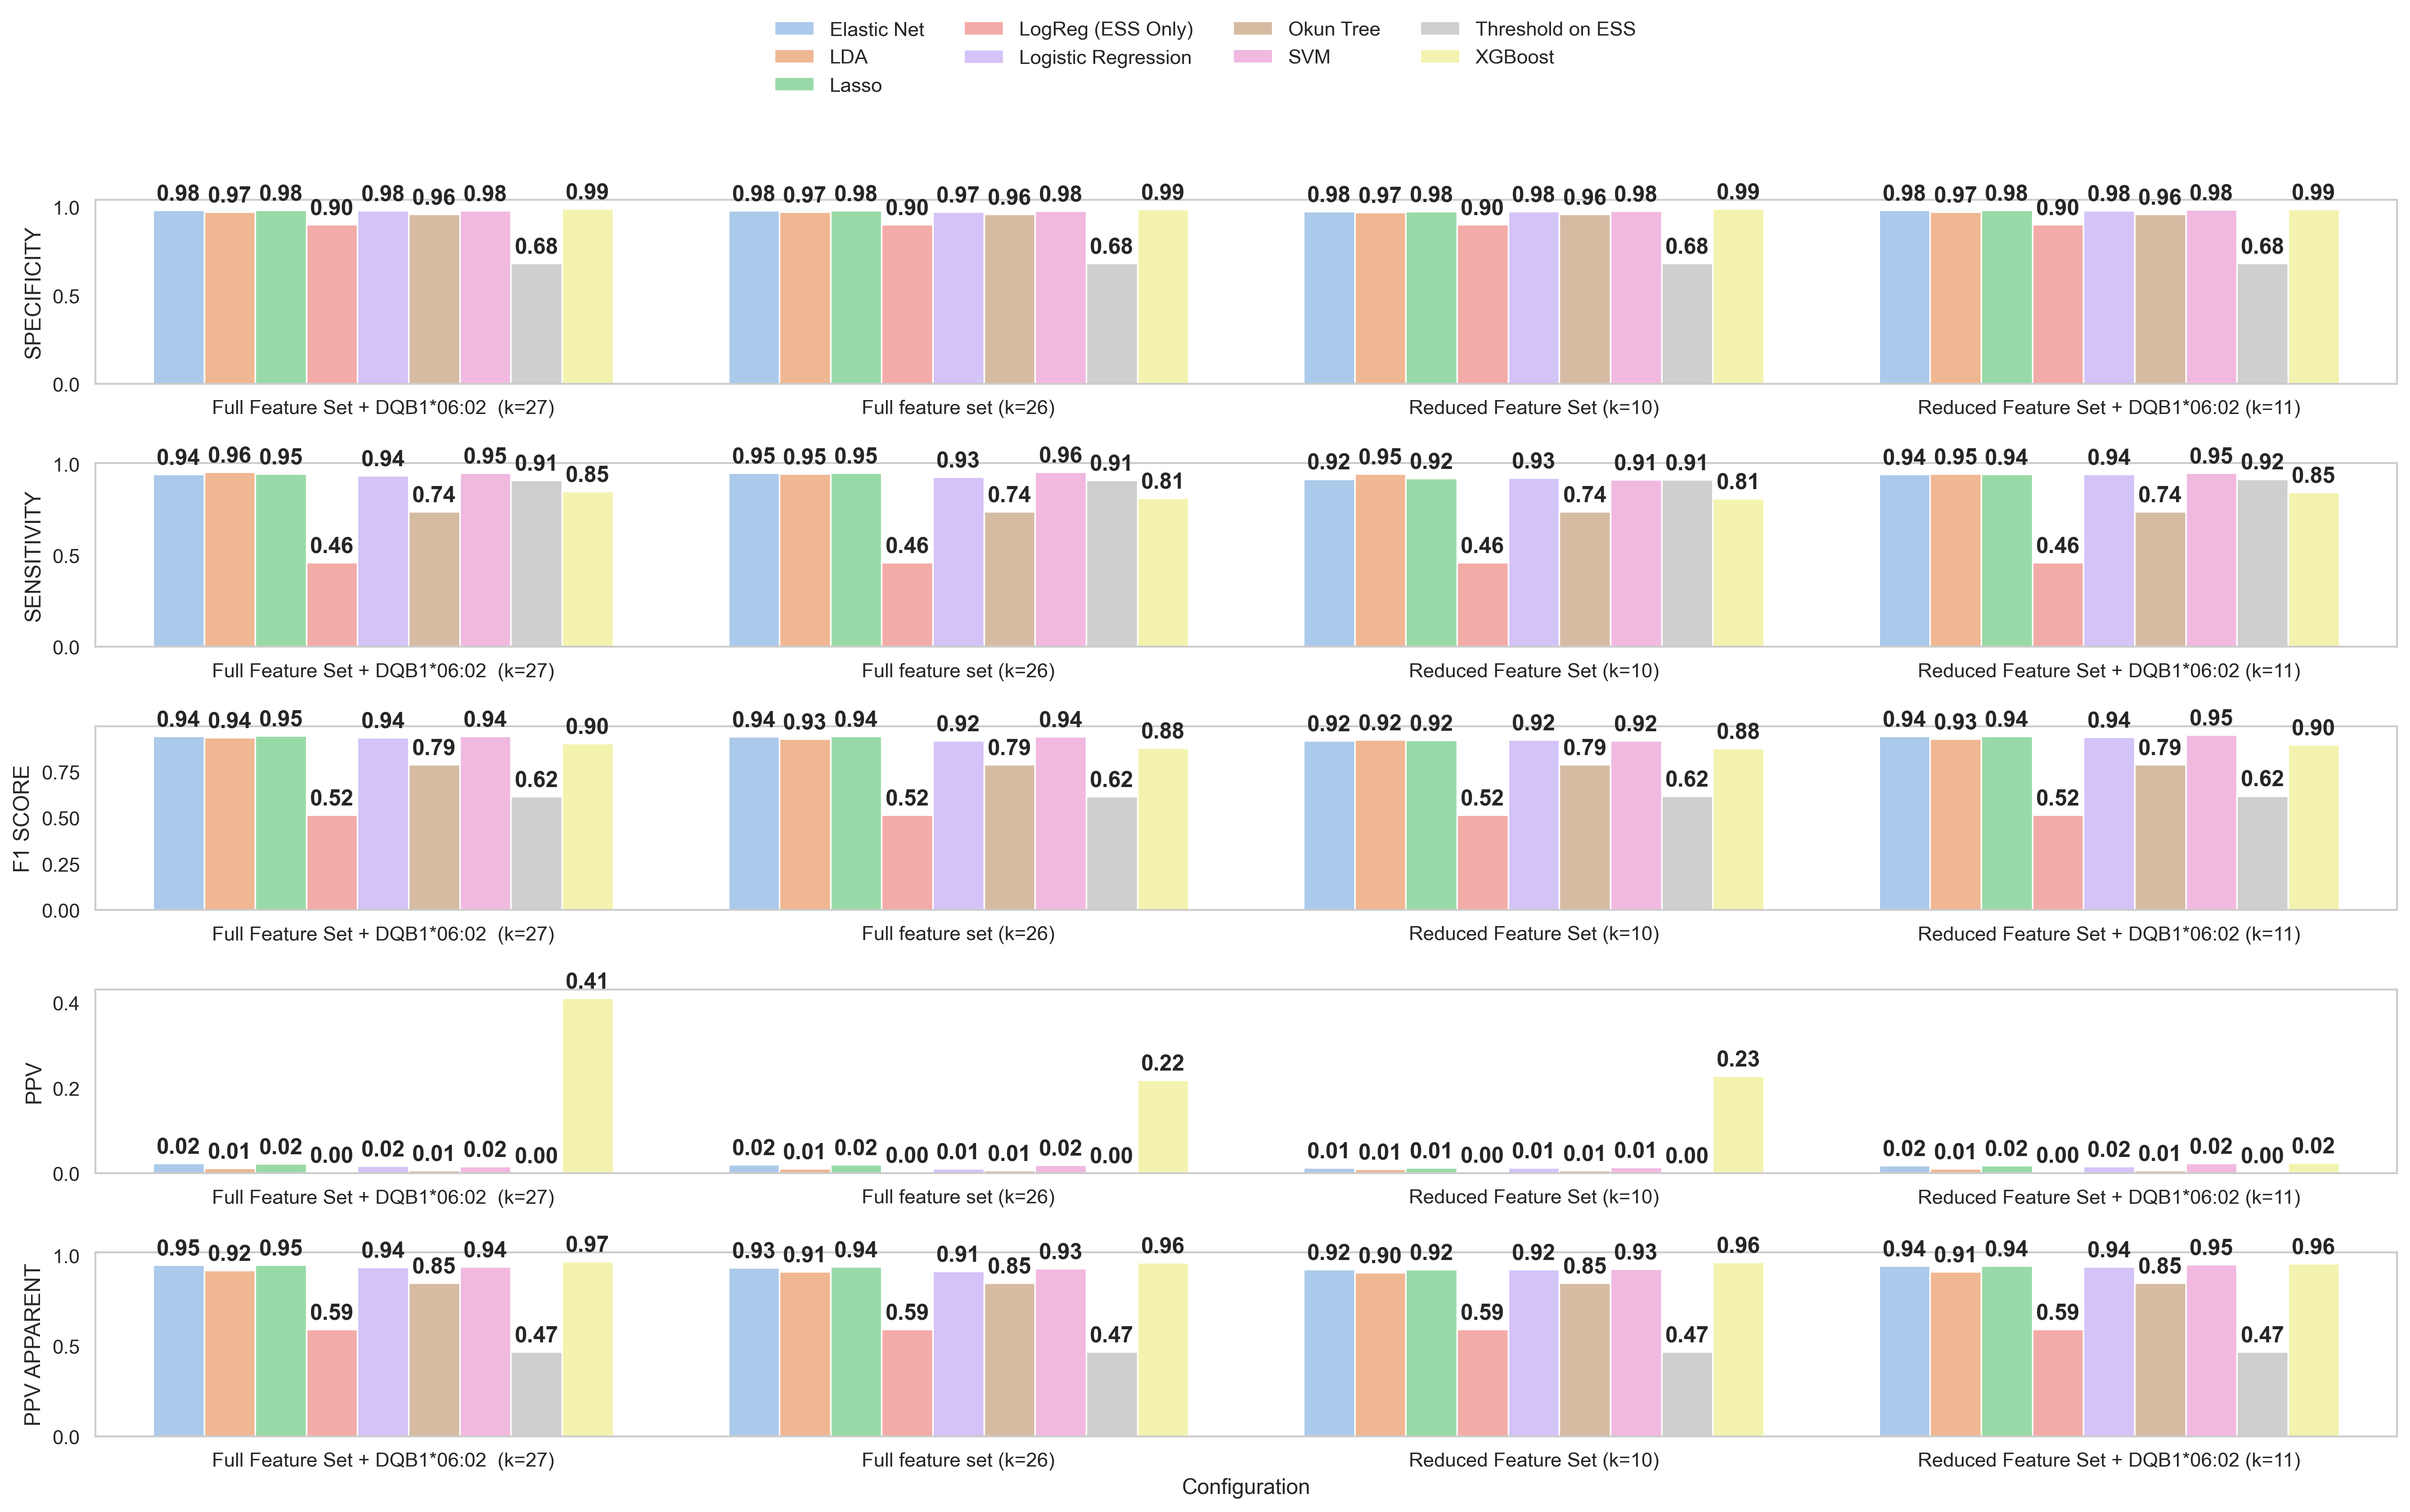 Elastic Net LogReg (ESS Only) Okun Tree Threshold on ESS
LDA Logistic Regression SVM XGBoost
Lasso
SPECIFICITY
1.0
0.5
0.0
0.98 0.97 0.98 0.90 0.98 0.96 0.98 0.68 0.99
0.98 0.97 0.98 0.90 0.97 0.96 0.98 0.68 0.99
0.98 0.97 0.98 0.90 0.98 0.96 0.98 0.68 0.99
0.98 0.97 0.98 0.90 0.98 0.96 0.98 0.68 0.99
Full Feature Set + DQB1*06:02 (k=27) Full feature set (k=26) Reduced Feature Set (k=10) Reduced Feature Set + DQB1*06:02 (k=11)
SENSITIVITY
1.0
0.5
0.0
0.94 0.96 0.95 0.46 0.94 0.74 0.95 0.91 0.85
0.95 0.95 0.95 0.46 0.93 0.74 0.96 0.91 0.81
0.92 0.95 0.92 0.46 0.93 0.74 0.91 0.91 0.81
0.94 0.95 0.94 0.46 0.94 0.74 0.95 0.92 0.85
Full Feature Set + DQB1*06:02 (k=27) Full feature set (k=26) Reduced Feature Set (k=10) Reduced Feature Set + DQB1*06:02 (k=11)
F1 SCORE
0.75
0.50
0.25
0.00
0.94 0.94 0.95 0.52 0.94 0.79 0.94 0.62 0.90
0.94 0.93 0.94 0.52 0.92 0.79 0.94 0.62 0.88
0.92 0.92 0.92 0.52 0.92 0.79 0.92 0.62 0.88
0.94 0.93 0.94 0.52 0.94 0.79 0.95 0.62 0.90
Full Feature Set + DQB1*06:02 (k=27) Full feature set (k=26) Reduced Feature Set (k=10) Reduced Feature Set + DQB1*06:02 (k=11)
PPV
0.4
0.2
0.0
0.02 0.01 0.02 0.00 0.02 0.01 0.02 0.00 0.41
0.02 0.01 0.02 0.00 0.01 0.01 0.02 0.00 0.22
0.01 0.01 0.01 0.00 0.01 0.01 0.01 0.00 0.23
0.02 0.01 0.02 0.00 0.02 0.01 0.02 0.00 0.02
Full Feature Set + DQB1*06:02 (k=27) Full feature set (k=26) Reduced Feature Set (k=10) Reduced Feature Set + DQB1*06:02 (k=11)
PPV APPARENT
1.0
0.5
0.0
0.95 0.92 0.95 0.59 0.94 0.85 0.94 0.47 0.97
0.93 0.91 0.94 0.59 0.91 0.85 0.93 0.47 0.96
0.92 0.90 0.92 0.59 0.92 0.85 0.93 0.47 0.96
0.94 0.91 0.94 0.59 0.94 0.85 0.95 0.47 0.96
Full Feature Set + DQB1*06:02 (k=27) Full feature set (k=26) Reduced Feature Set (k=10) Reduced Feature Set + DQB1*06:02 (k=11)
Configuration